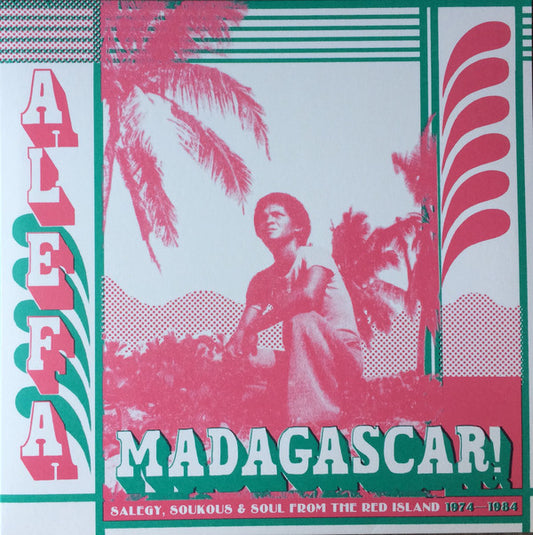 ALEFA
MADAGASCAR!
SALEGY, SOUKOUS & SOUL FROM THE RED ISLAND 1974—1984